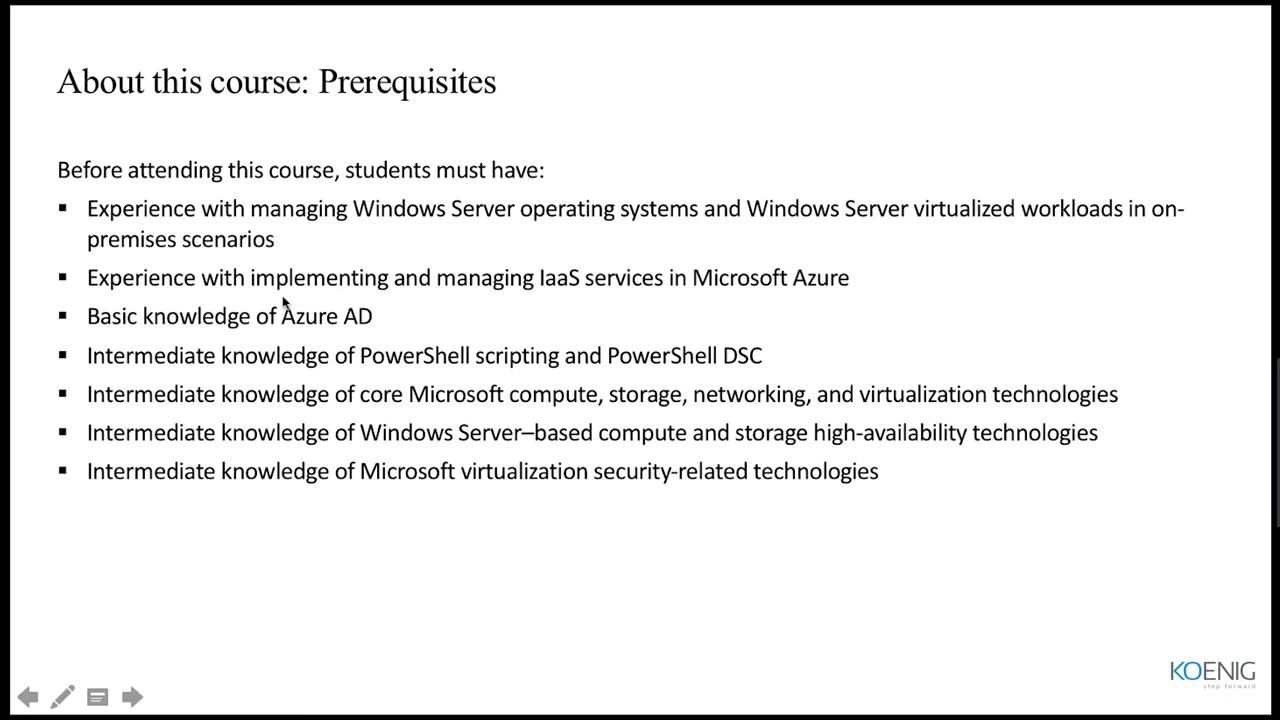 About this course: Prerequisites
Before attending this course, students must have:
▪ Experience with managing Windows Server operating systems and Windows Server virtualized workloads in on-
premises scenarios
▪ Experience with implementing and managing IaaS services in Microsoft Azure
▪ Basic knowledge of Azure AD
▪ Intermediate knowledge of PowerShell scripting and PowerShell DSC
▪ Intermediate knowledge of core Microsoft compute, storage, networking, and virtualization technologies
▪ Intermediate knowledge of Windows Server–based compute and storage high-availability technologies
▪ Intermediate knowledge of Microsoft virtualization security-related technologies
KOENIG
step forward